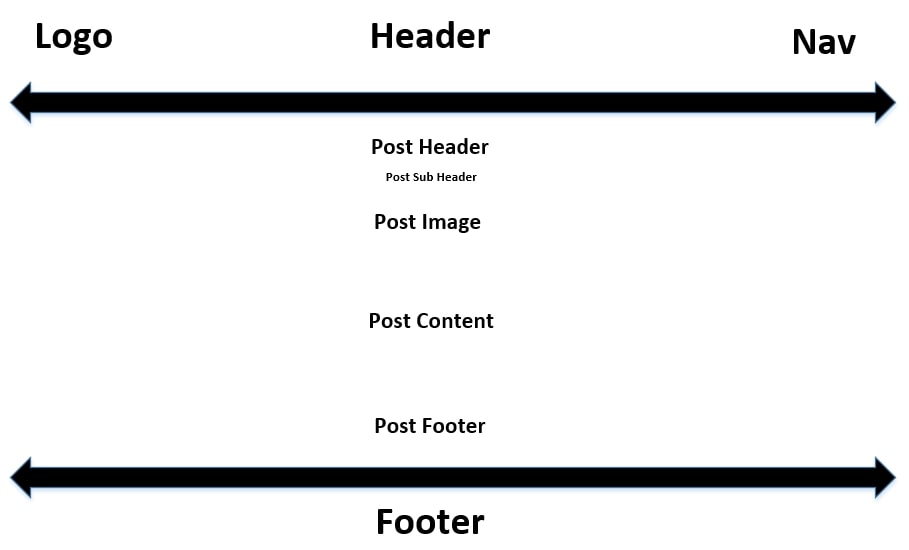 Logo Header Nav
Post Header
Post Sub Header
Post Image
Post Content
Post Footer
Footer